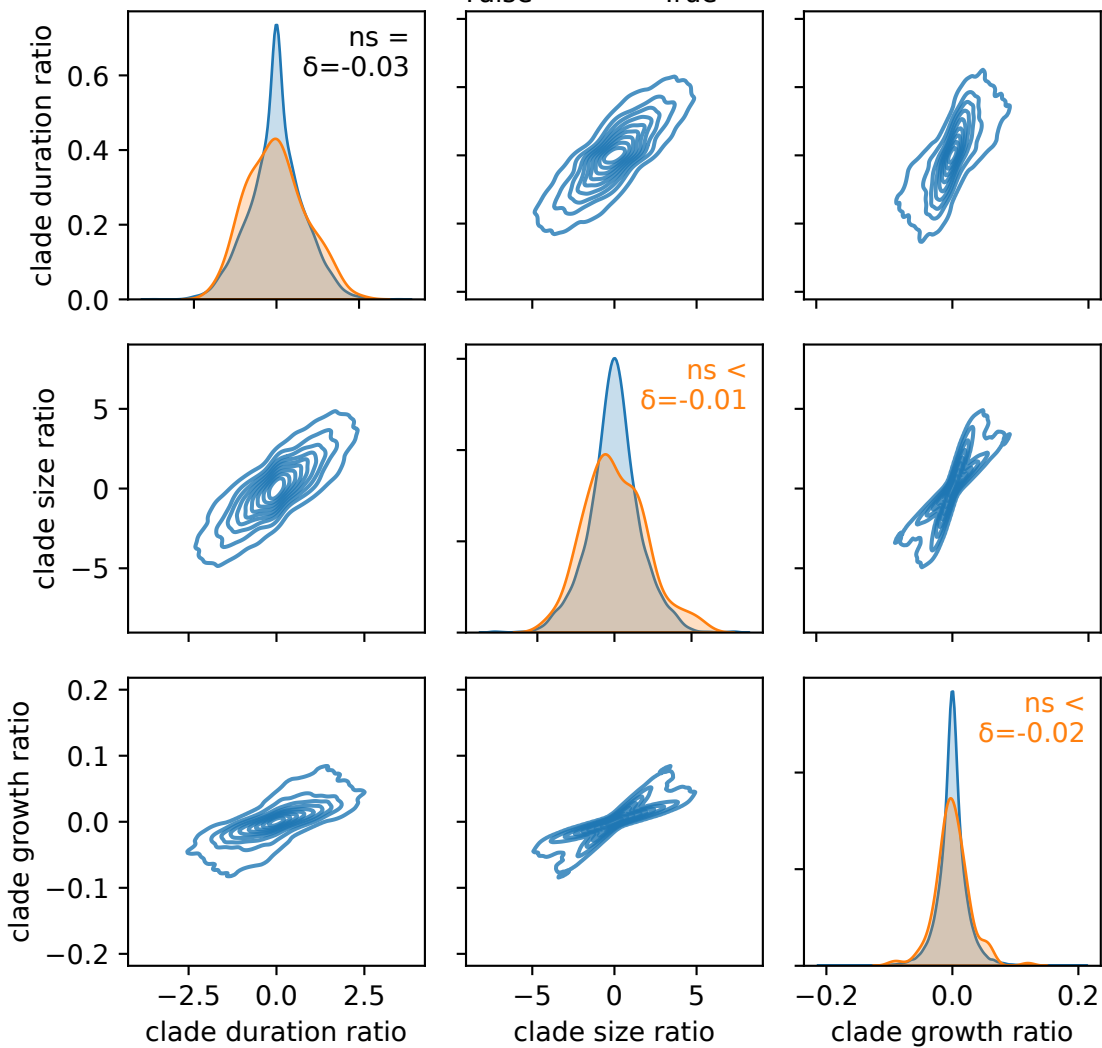 clade duration ratio
0.6
0.4
0.2
0.0
ns =
δ=-0.03
clade size ratio
5
0
−5
ns <
δ=-0.01
clade growth ratio
0.2
0.1
0.0
−0.1
−0.2
ns <
δ=-0.02
−2.5 0.0 2.5
−5 0 5
−0.2 0.0 0.2
clade duration ratio
clade size ratio
clade growth ratio